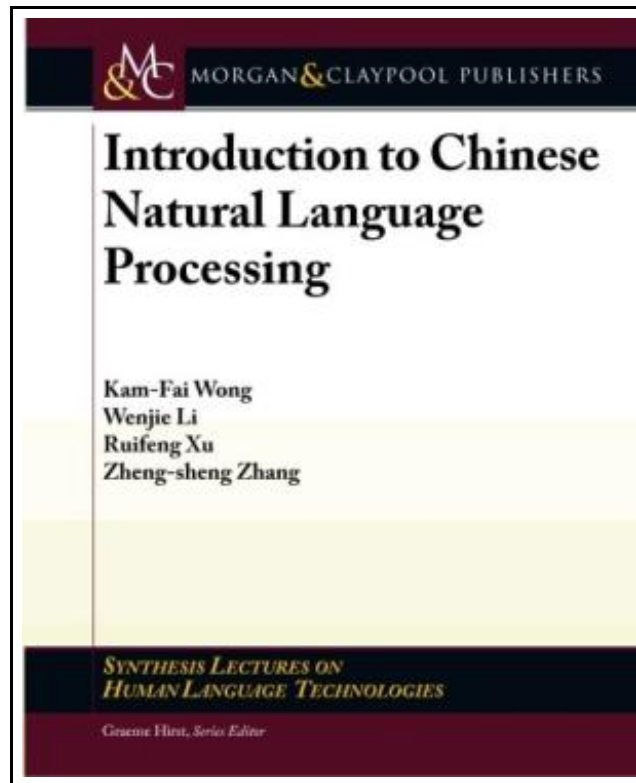 M&C MORGAN&CLAYPOOL PUBLISHERS
Introduction to Chinese
Natural Language
Processing
Kam-Fai Wong
Wenjie Li
Ruifeng Xu
Zheng-sheng Zhang
SYNTHESIS LECTURES ON
HUMAN LANGUAGE TECHNOLOGIES
Graeme Hirst, Series Editor